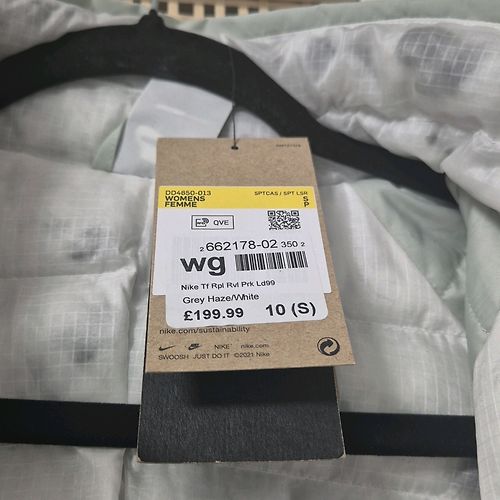 DD4650-013
WOMENS
FEMME
SPTCAS / SPT LSR
S
P
QVE
2 662178-02 350 2
wg
Nike Tf Rpl Rvl Prk Ld99
Grey Haze/White
£199.99 10 (S)
nike.com/sustainability
NIKE nike.com
SWOOSH JUST DO IT ©2021 Nike